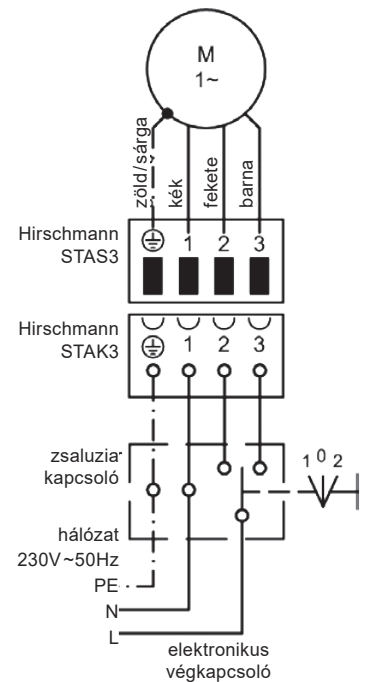 M
1~
zöld/sárga
kék
fekete
barna
Hirschmann
STAS3
1 2 3
Hirschmann
STAK3
1 2 3
zsaluzia
kapcsoló
1 0 2
hálózat
230V~50Hz
PE
N
L
elektronikus
végkapcsoló